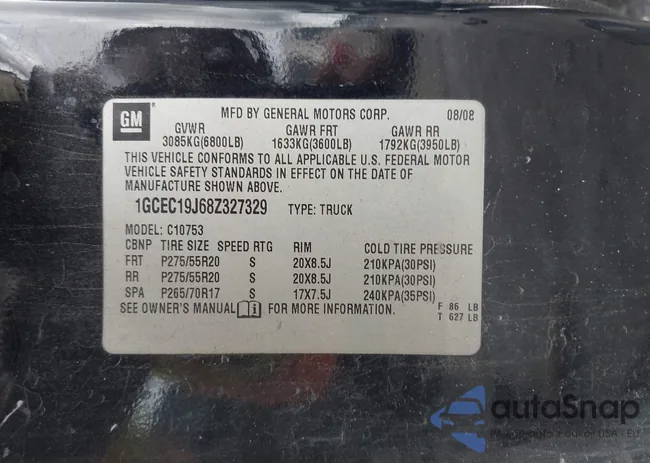 GM
MFD BY GENERAL MOTORS CORP. 08/08
GVWR GAWR FRT GAWR RR
3085KG(6800LB) 1633KG(3600LB) 1792KG(3950LB)
THIS VEHICLE CONFORMS TO ALL APPLICABLE U.S. FEDERAL MOTOR
VEHICLE SAFETY STANDARDS IN EFFECT ON THE DATE OF
MANUFACTURE SHOWN ABOVE.
1GCEC19J68Z327329 TYPE: TRUCK
MODEL: C10753
CBNP TIRE SIZE SPEED RTG RIM COLD TIRE PRESSURE
FRT P275/55R20 S 20X8.5J 210KPA(30PSI)
RR P275/55R20 S 20X8.5J 210KPA(30PSI)
SPA P265/70R17 S 17X7.5J 240KPA(35PSI)
SEE OWNER'S MANUAL FOR MORE INFORMATION.
F 86 LB
T 627 LB
autoSnap
auto z aukcji USA i EU